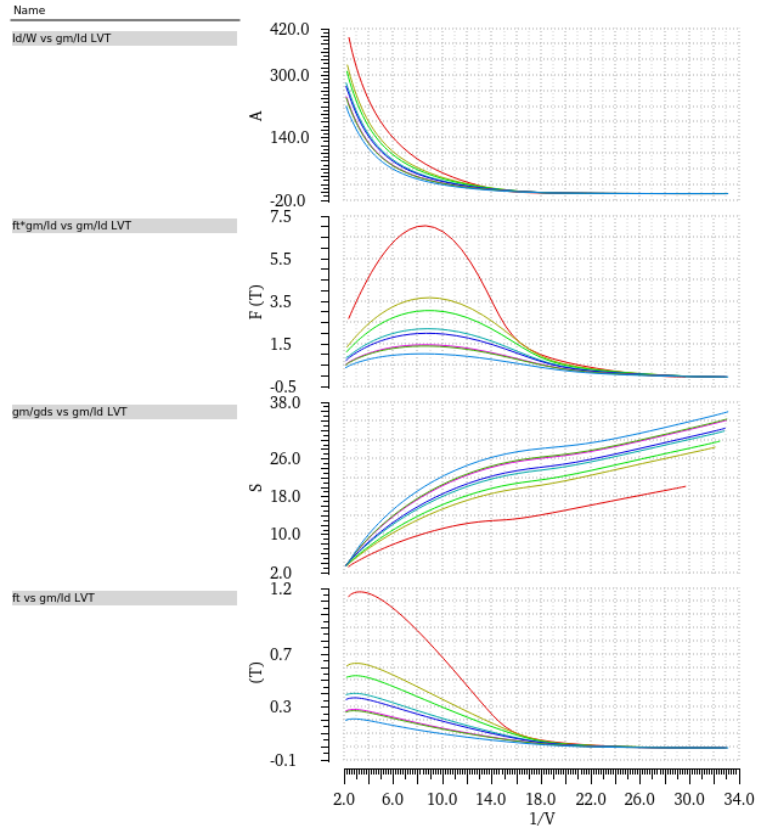 Name
Id/W vs gm/Id LVT
420.0
300.0
A
140.0
-20.0
ft*gm/Id vs gm/Id LVT
7.5
5.5
F (T)
3.5
1.5
-0.5
gm/gds vs gm/Id LVT
38.0
26.0
S
18.0
10.0
2.0
ft vs gm/Id LVT
1.2
0.7
(T)
0.3
-0.1
2.0 6.0 10.0 14.0 18.0 22.0 26.0 30.0 34.0
1/V